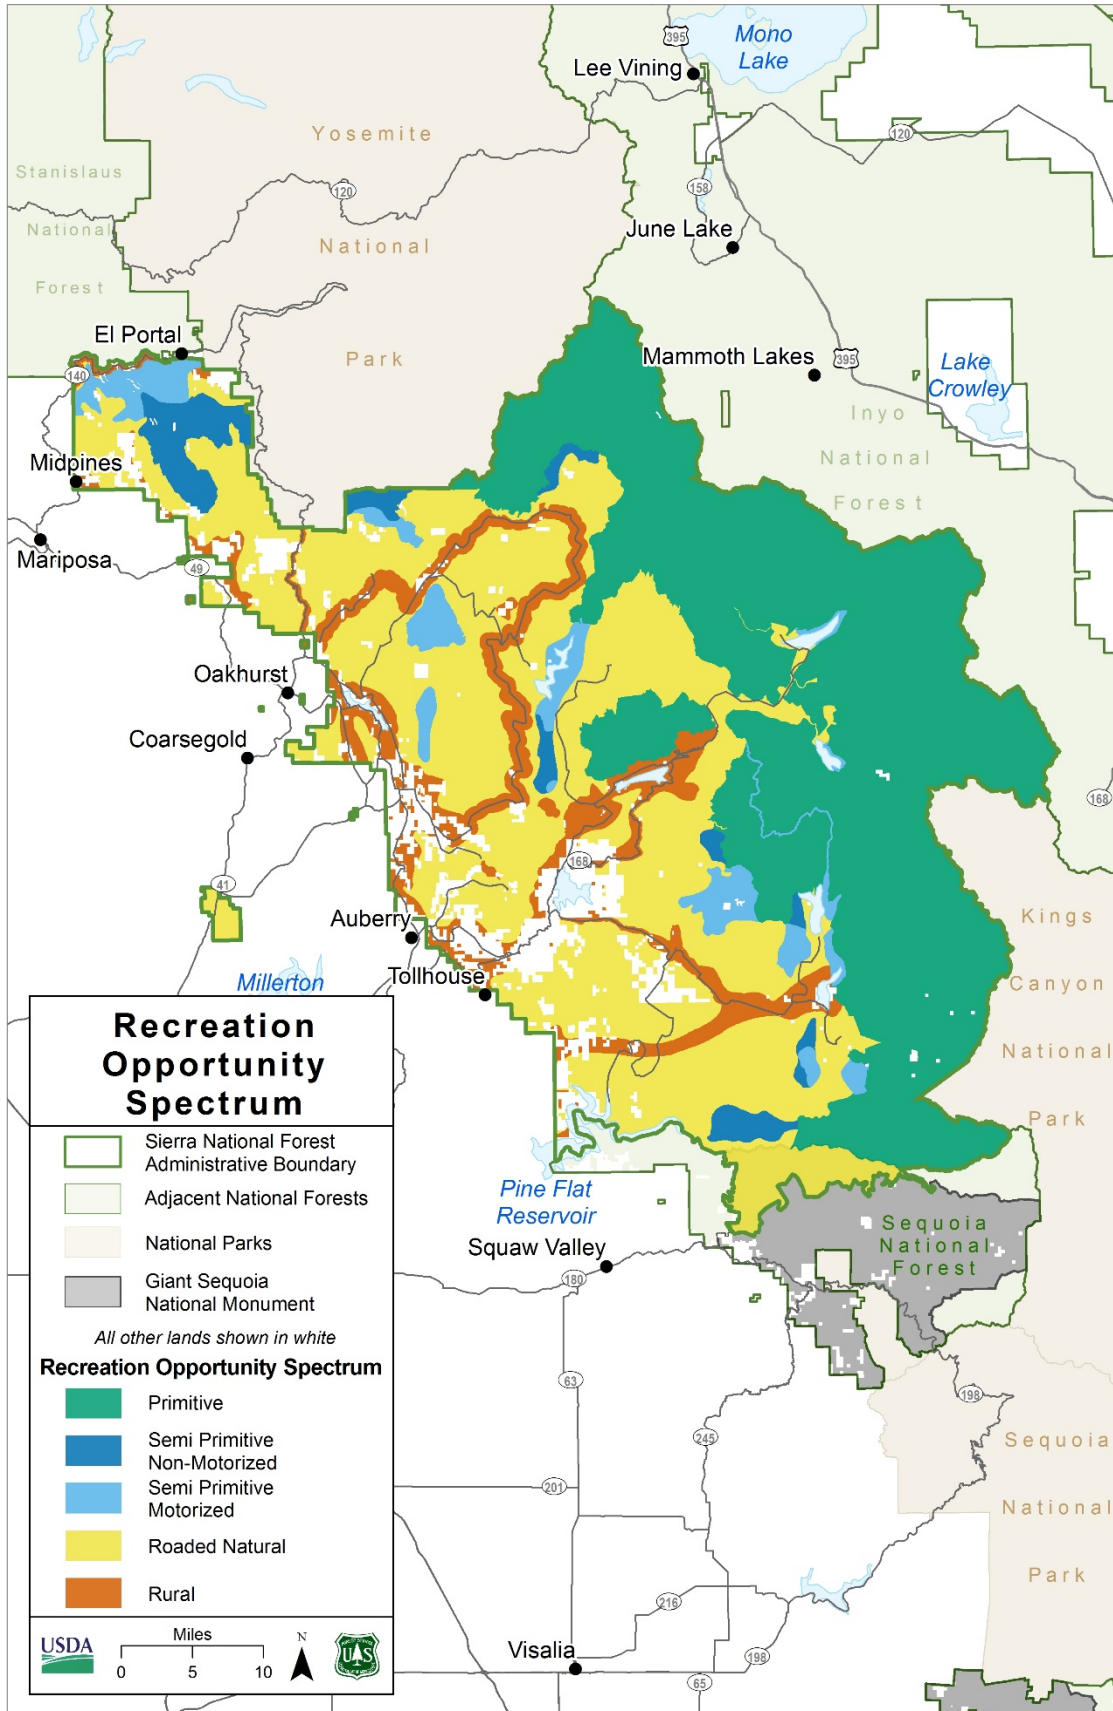 395
Mono
Lake
Lee Vining
Yosemite
120
120
Stanislaus
158
National
National
June Lake
Forest
El Portal
Park
Mammoth Lakes
395
Lake
Crowley
140
Inyo
National
Midpines
Forest
Mariposa
49
Oakhurst
Coarsegold
168
168
41
Auberry
Kings
Tollhouse
Millerton
Canyon
National
Park
Pine Flat
Reservoir
Sequoia
National
Forest
Squaw Valley
180
63
198
245
Sequoia
201
National
Park
216
Visalia
198
65
Recreation
Opportunity
Spectrum
Sierra National Forest
Administrative Boundary
Adjacent National Forests
National Parks
Giant Sequoia
National Monument
All other lands shown in white
Recreation Opportunity Spectrum
Primitive
Semi Primitive
Non-Motorized
Semi Primitive
Motorized
Roaded Natural
Rural
USDA
Miles
0 5 10
N
U S